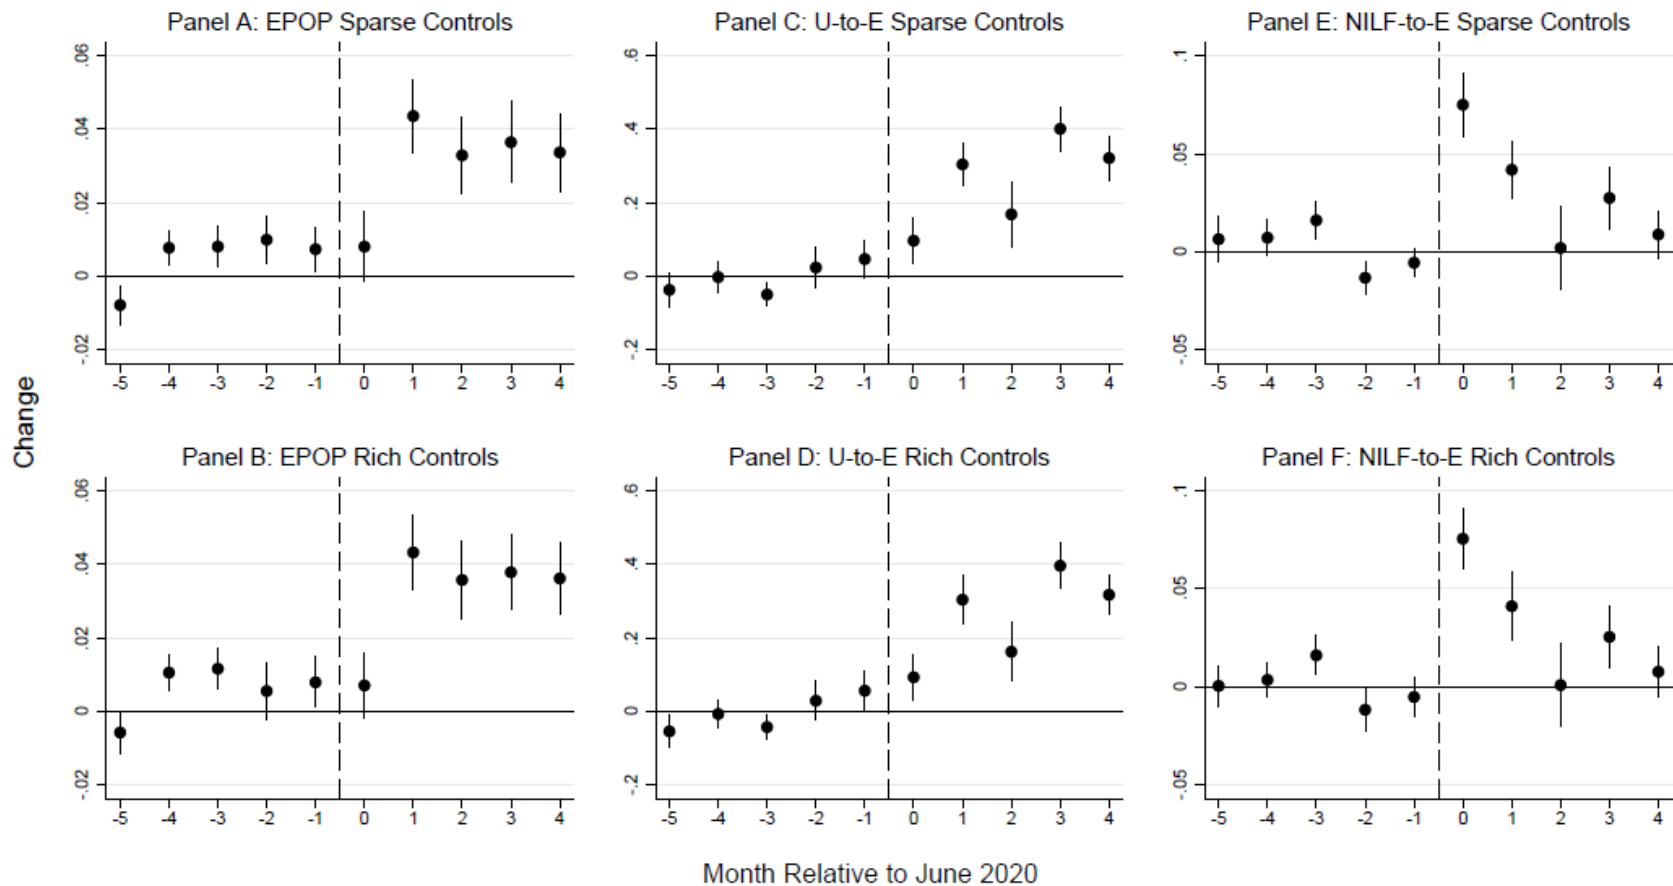 Panel A: EPOP Sparse Controls
.06
.04
.02
0
-.02
-5 -4 -3 -2 -1 0 1 2 3 4
Panel C: U-to-E Sparse Controls
.6
.4
.2
0
-.2
-5 -4 -3 -2 -1 0 1 2 3 4
Panel E: NILF-to-E Sparse Controls
.1
.05
0
-.05
-5 -4 -3 -2 -1 0 1 2 3 4
Change
Panel B: EPOP Rich Controls
.06
.04
.02
0
-.02
-5 -4 -3 -2 -1 0 1 2 3 4
Panel D: U-to-E Rich Controls
.6
.4
.2
0
-.2
-5 -4 -3 -2 -1 0 1 2 3 4
Panel F: NILF-to-E Rich Controls
.1
.05
0
-.05
-5 -4 -3 -2 -1 0 1 2 3 4
Month Relative to June 2020